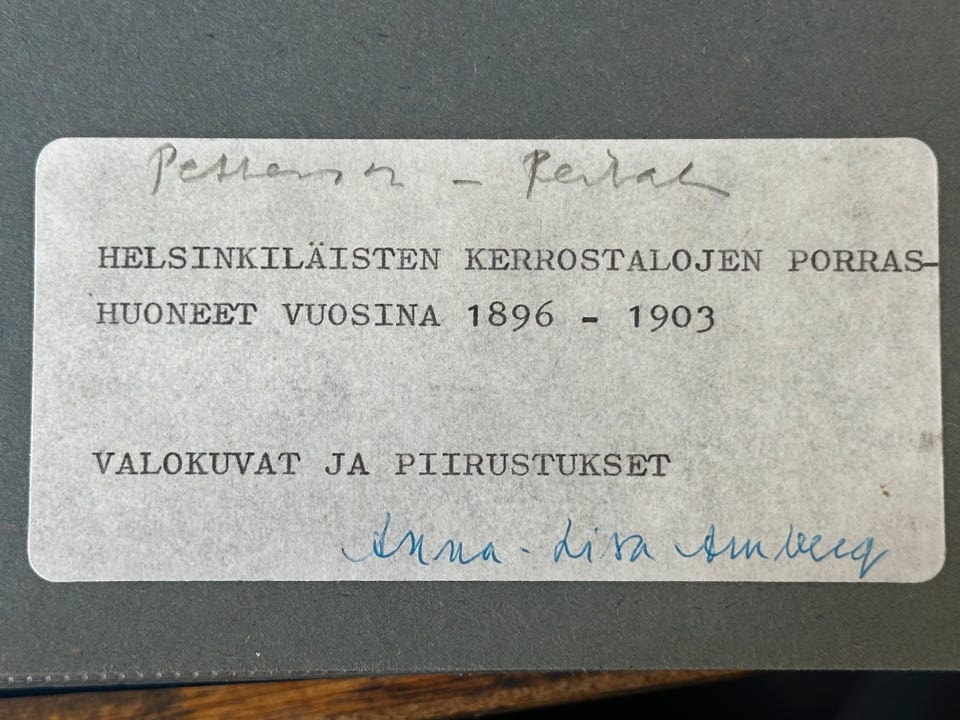 HELSINKILÄISTEN KERROSTALOJEN PORRAS-
HUONEET VUOSINA 1896 - 1903
VALOKUVAT JA PIIRUSTUKSET
Anna-Lisa Amberg